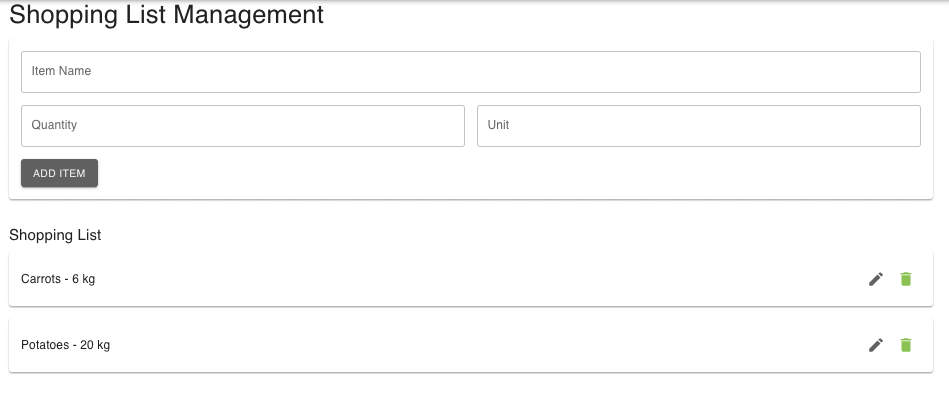 Shopping List Management
Item Name
Quantity
Unit
ADD ITEM
Shopping List
Carrots - 6 kg
Potatoes - 20 kg